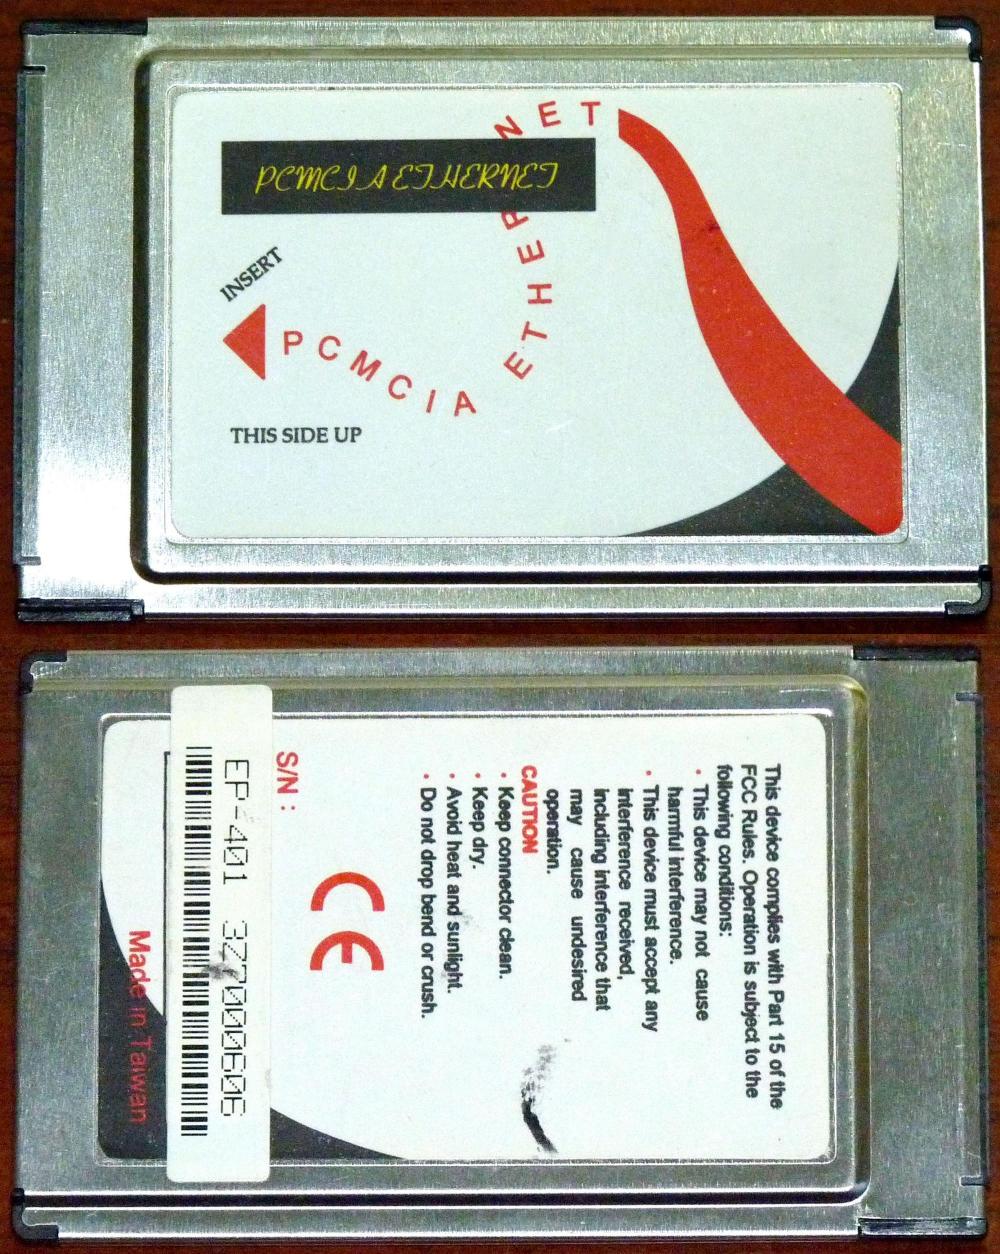 PCMCIA ETHERNET
PCMCIA ETHERNET
INSERT
THIS SIDE UP
This device complies with Part 15 of the
FCC Rules. Operation is subject to the
following conditions:
· This device may not cause
harmful interference.
· This device must accept any
interference received,
including interference that
may cause undesired
operation.
CAUTION
· Keep connector clean.
· Keep dry.
· Avoid heat and sunlight.
· Do not drop bend or crush.
CE
S/N :
EP-401 3270000606
Made in Taiwan